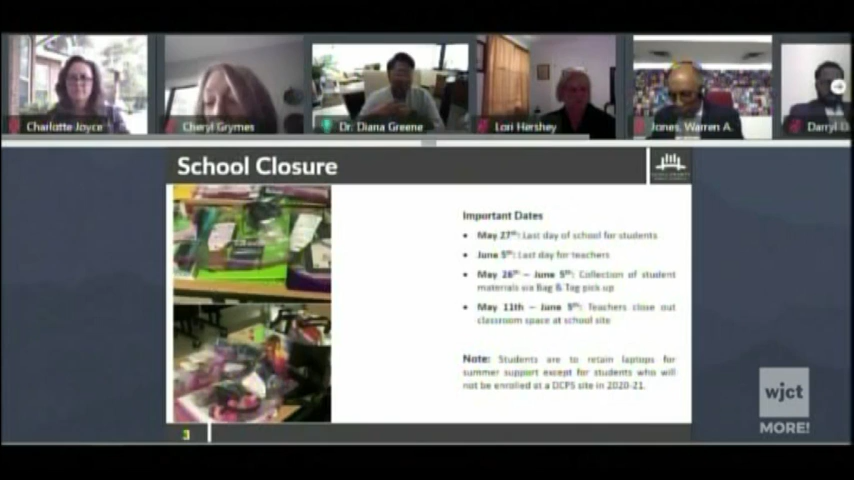 Charlotte Joyce
Cheryl Grymes
Dr. Diana Greene
Lori Hershey
Jones, Warren A.
Darryl
School Closure
Important Dates
• May 27th: Last day of school for students
• June 5th: Last day for teachers
• May 26th – June 5th: Collection of student
materials via Bag & Tag pick up
• May 11th – June 5th: Teachers close out
classroom space at school site
Note: Students are to retain laptops for
summer support except for students who will
not be enrolled at a DCPS site in 2020-21.
wjct
MORE!
3